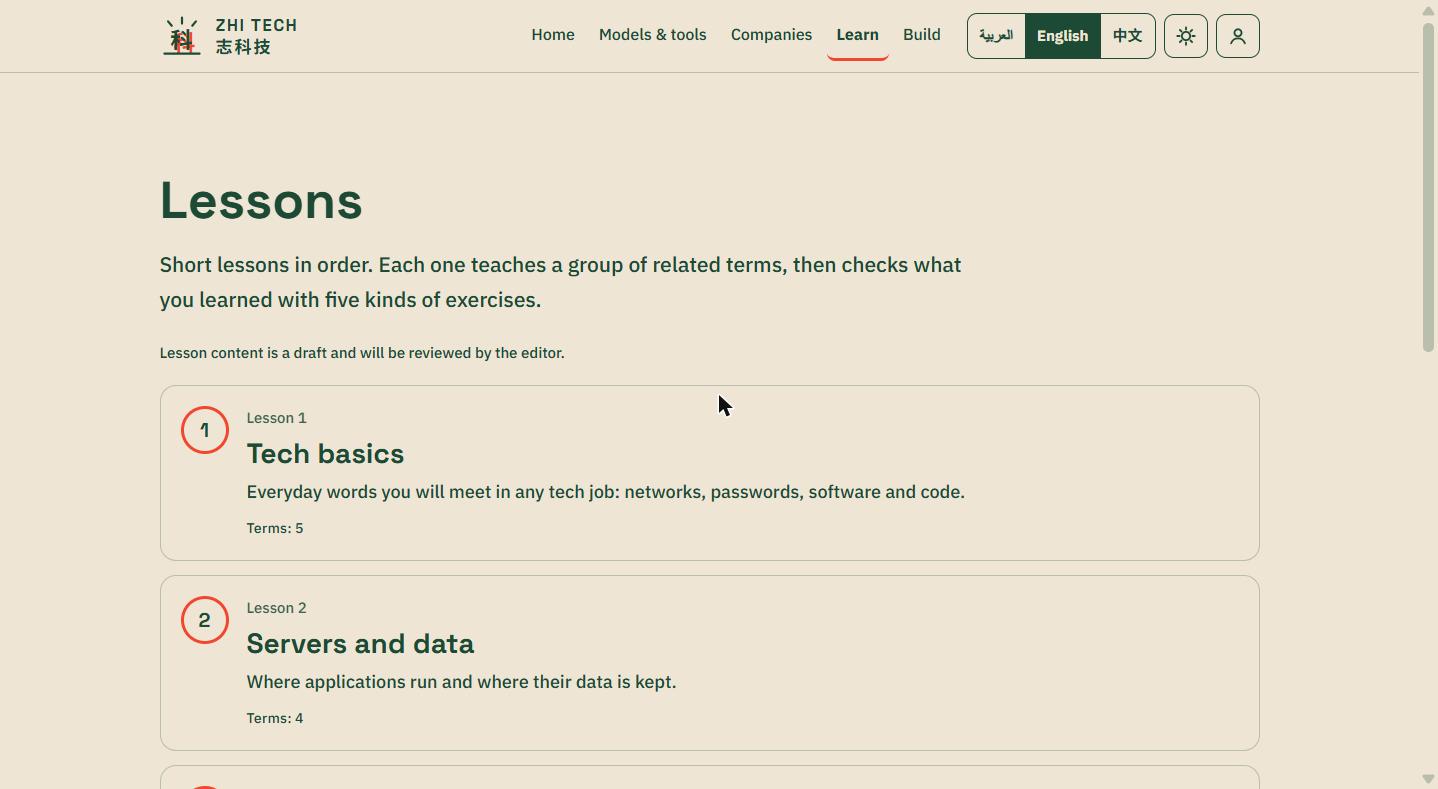 科
ZHI TECH
志科技
Home
Models & tools
Companies
Learn
Build
العربية
English
中文
Lessons
Short lessons in order. Each one teaches a group of related terms, then checks what
you learned with five kinds of exercises.
Lesson content is a draft and will be reviewed by the editor.
1
Lesson 1
Tech basics
Everyday words you will meet in any tech job: networks, passwords, software and code.
Terms: 5
2
Lesson 2
Servers and data
Where applications run and where their data is kept.
Terms: 4